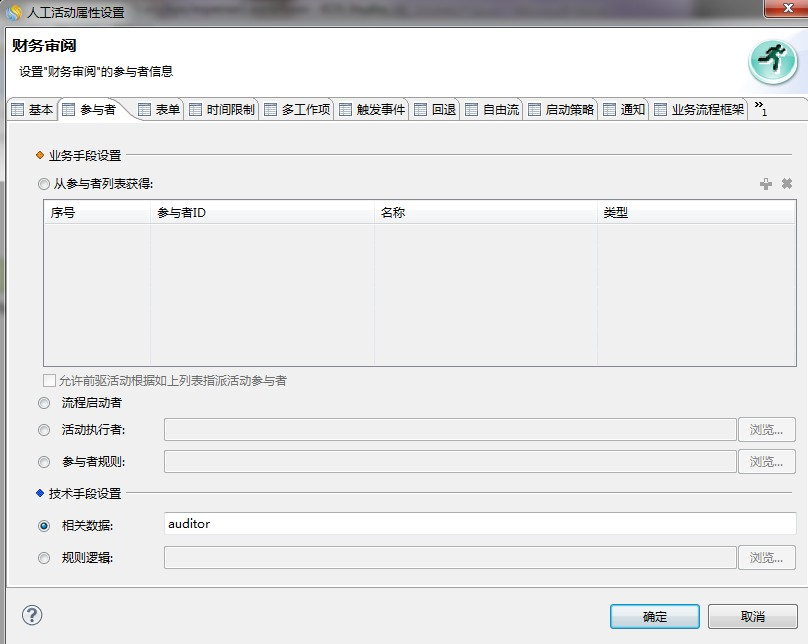 人工活动属性设置
财务审阅
设置"财务审阅"的参与者信息
基本 参与者 表单 时间限制 多工作项 触发事件 回退 自由流 启动策略 通知 业务流程框架 »1
业务手段设置
从参与者列表获得:
序号 参与者ID 名称 类型
允许前驱活动根据如上列表指派活动参与者
流程启动者
活动执行者: 浏览...
参与者规则: 浏览...
技术手段设置
相关数据: auditor
规则逻辑: 浏览...
确定 取消